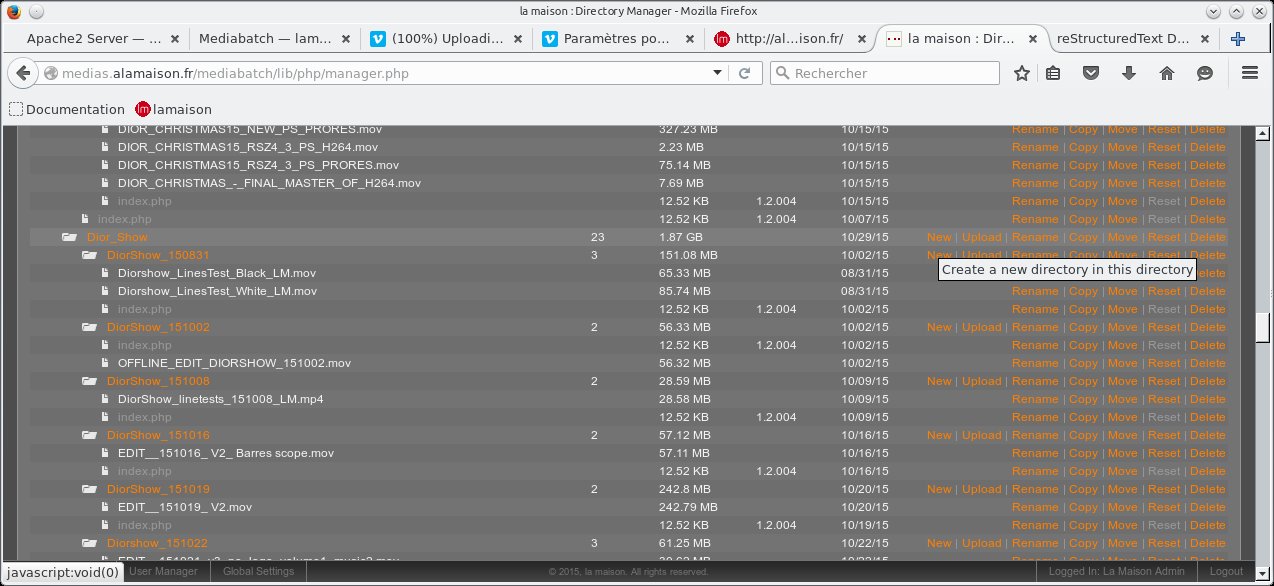 la maison : Directory Manager - Mozilla Firefox
Apache2 Server — ... Mediabatch — lam... (100%) Uploadi... Paramètres po... http://al...ison.fr/ la maison : Dir... reStructuredText D...
medias.alamaison.fr/mediabatch/lib/php/manager.php Rechercher
Documentation lm lamaison
DIOR_CHRISTMAS15_NEW_PS_PRORES.mov 327.23 MB 10/15/15 Rename | Copy | Move | Reset | Delete
DIOR_CHRISTMAS15_RSZ4_3_PS_H264.mov 2.23 MB 10/15/15 Rename | Copy | Move | Reset | Delete
DIOR_CHRISTMAS15_RSZ4_3_PS_PRORES.mov 75.14 MB 10/15/15 Rename | Copy | Move | Reset | Delete
DIOR_CHRISTMAS_-_FINAL_MASTER_OF_H264.mov 7.69 MB 10/15/15 Rename | Copy | Move | Reset | Delete
index.php 12.52 KB 1.2.004 10/15/15 Rename | Copy | Move | Reset | Delete
index.php 12.52 KB 1.2.004 10/07/15 Rename | Copy | Move | Reset | Delete
Dior_Show 23 1.87 GB 10/29/15 New | Upload | Rename | Copy | Move | Reset | Delete
DiorShow_150831 3 151.08 MB 10/02/15 New | Upload | Rename | Copy | Move | Reset | Delete
Diorshow_LinesTest_Black_LM.mov 65.33 MB 08/31/15 Create a new directory in this directory Delete
Diorshow_LinesTest_White_LM.mov 85.74 MB 08/31/15 Rename | Copy | Move | Reset | Delete
index.php 12.52 KB 1.2.004 10/02/15 Rename | Copy | Move | Reset | Delete
DiorShow_151002 2 56.33 MB 10/02/15 New | Upload | Rename | Copy | Move | Reset | Delete
index.php 12.52 KB 1.2.004 10/02/15 Rename | Copy | Move | Reset | Delete
OFFLINE_EDIT_DIORSHOW_151002.mov 56.32 MB 10/02/15 Rename | Copy | Move | Reset | Delete
DiorShow_151008 2 28.59 MB 10/09/15 New | Upload | Rename | Copy | Move | Reset | Delete
DiorShow_linetests_151008_LM.mp4 28.58 MB 10/09/15 Rename | Copy | Move | Reset | Delete
index.php 12.52 KB 1.2.004 10/09/15 Rename | Copy | Move | Reset | Delete
DiorShow_151016 2 57.12 MB 10/16/15 New | Upload | Rename | Copy | Move | Reset | Delete
EDIT__151016_ V2_ Barres scope.mov 57.11 MB 10/16/15 Rename | Copy | Move | Reset | Delete
index.php 12.52 KB 1.2.004 10/16/15 Rename | Copy | Move | Reset | Delete
DiorShow_151019 2 242.8 MB 10/20/15 New | Upload | Rename | Copy | Move | Reset | Delete
EDIT__151019_ V2.mov 242.79 MB 10/20/15 Rename | Copy | Move | Reset | Delete
index.php 12.52 KB 1.2.004 10/19/15 Rename | Copy | Move | Reset | Delete
Diorshow_151022 3 61.25 MB 10/22/15 New | Upload | Rename | Copy | Move | Reset | Delete
javascript:void(0) User Manager Global Settings © 2015, la maison. All rights reserved. Logged In: La Maison Admin Logout